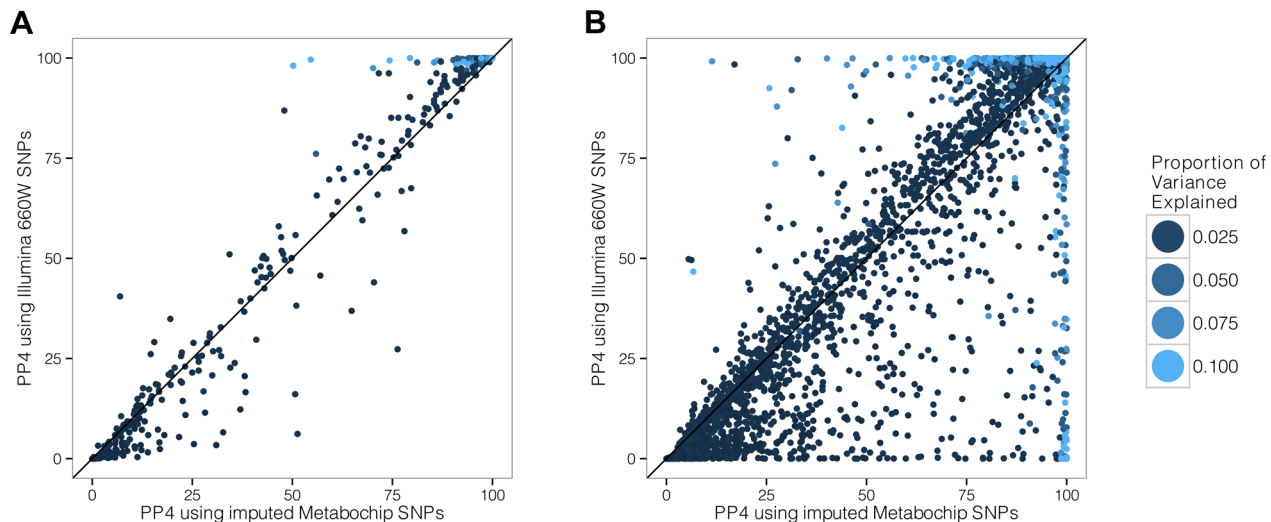 A
B
PP4 using Illumina 660W SNPs
100
75
50
25
0
0
25
50
75
100
PP4 using imputed Metabochip SNPs
PP4 using Illumina 660W SNPs
100
75
50
25
0
0
25
50
75
100
PP4 using imputed Metabochip SNPs
Proportion of
Variance
Explained
0.025
0.050
0.075
0.100